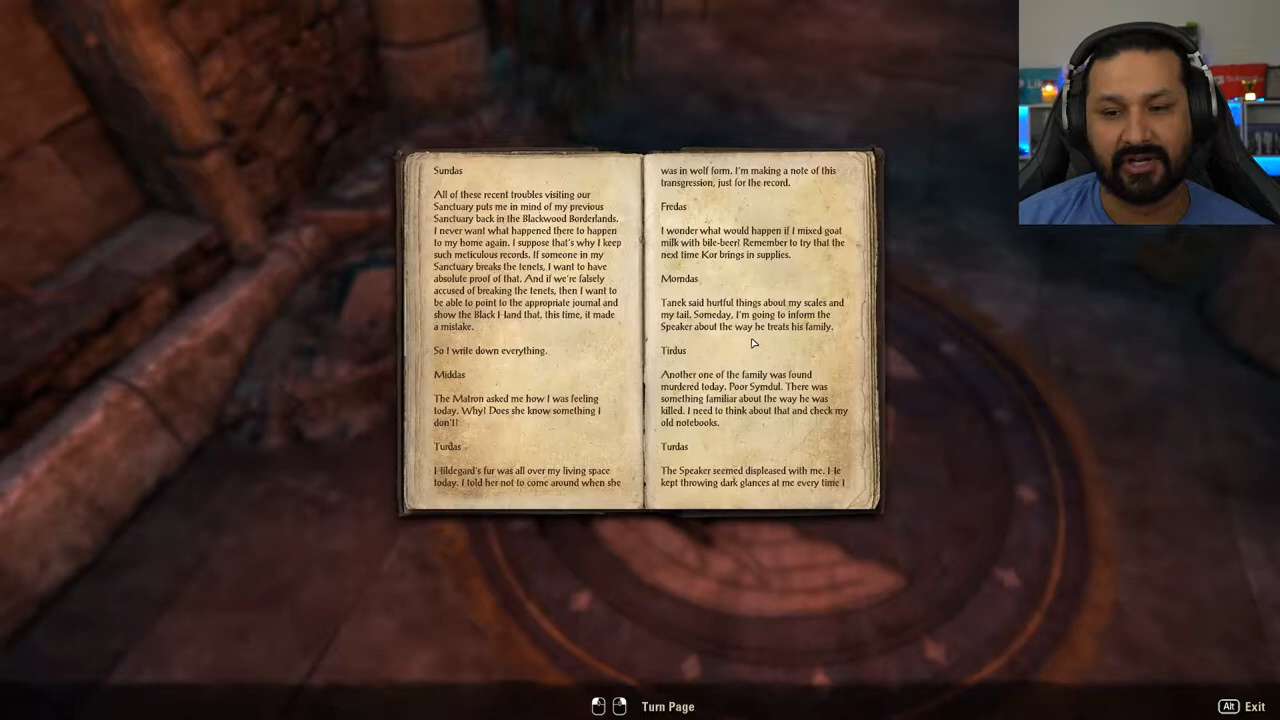 Sundas
All of these recent troubles visiting our
Sanctuary puts me in mind of my previous
Sanctuary back in the Blackwood Borderlands.
I never want what happened there to happen
to my home again. I suppose that's why I keep
such meticulous records. If someone in my
Sanctuary breaks the tenets, I want to have
absolute proof of that. And if we're falsely
accused of breaking the tenets, then I want to
be able to point to the appropriate journal and
show the Black Hand that, this time, it made
a mistake.
So I write down everything.
Middas
The Matron asked me how I was feeling
today. Why? Does she know something I
don't?
Turdas
Hildegard's fur was all over my living space
today. I told her not to come around when she
was in wolf form. I'm making a note of this
transgression, just for the record.
Fredas
I wonder what would happen if I mixed goat
milk with bile-beer? Remember to try that the
next time Kor brings in supplies.
Morndas
Tanek said hurtful things about my scales and
my tail. Someday, I'm going to inform the
Speaker about the way he treats his family.
Tirdus
Another one of the family was found
murdered today. Poor Symdul. There was
something familiar about the way he was
killed. I need to think about that and check my
old notebooks.
Turdas
The Speaker seemed displeased with me. He
kept throwing dark glances at me every time I
Turn Page
Alt Exit